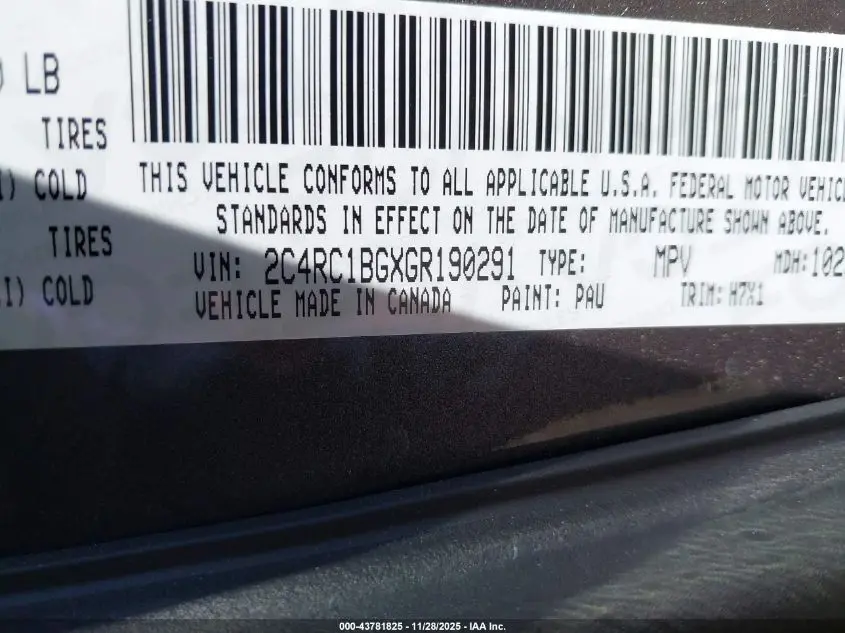 LB
TIRES
COLD
TIRES
COLD
THIS VEHICLE CONFORMS TO ALL APPLICABLE U.S.A. FEDERAL MOTOR
STANDARDS IN EFFECT ON THE DATE OF MANUFACTURE SHOWN ABOVE.
VIN: 2C4RC1BGXGR190291 TYPE: MPV MDH: 102
VEHICLE MADE IN CANADA PAINT: PAU TRIM: H7X1
000-43781825 - 11/28/2025 - IAA Inc.